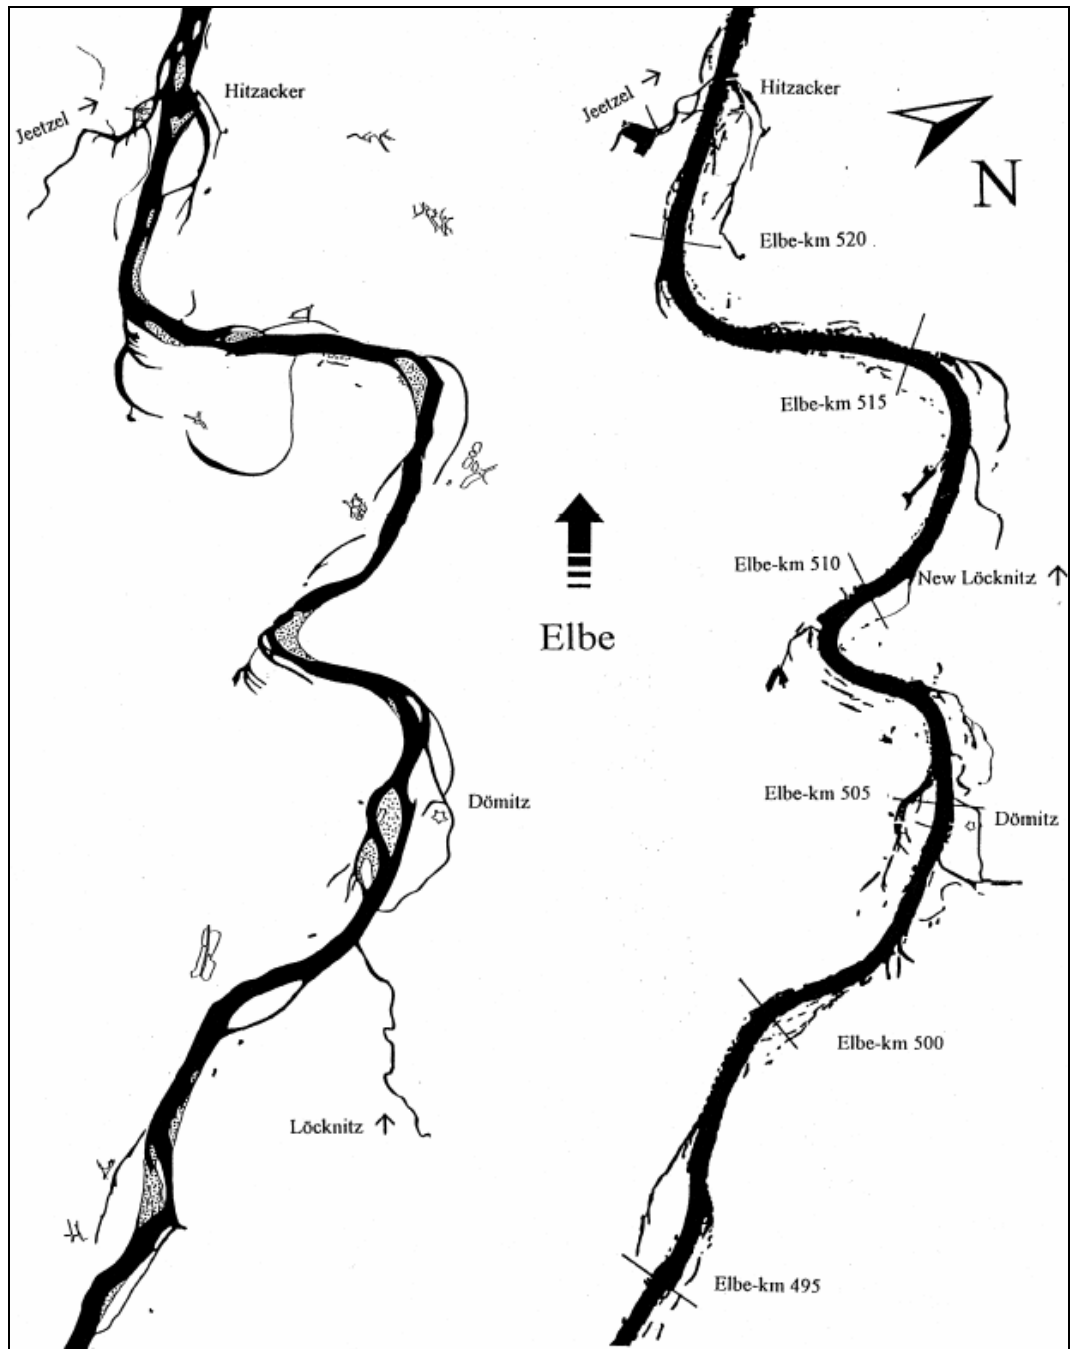 Hitzacker
Jeetzel
Dömitz
Löcknitz
Elbe
N
Jeetzel
Hitzacker
Elbe-km 520
Elbe-km 515
Elbe-km 510
New Löcknitz
Elbe-km 505
Dömitz
Elbe-km 500
Elbe-km 495